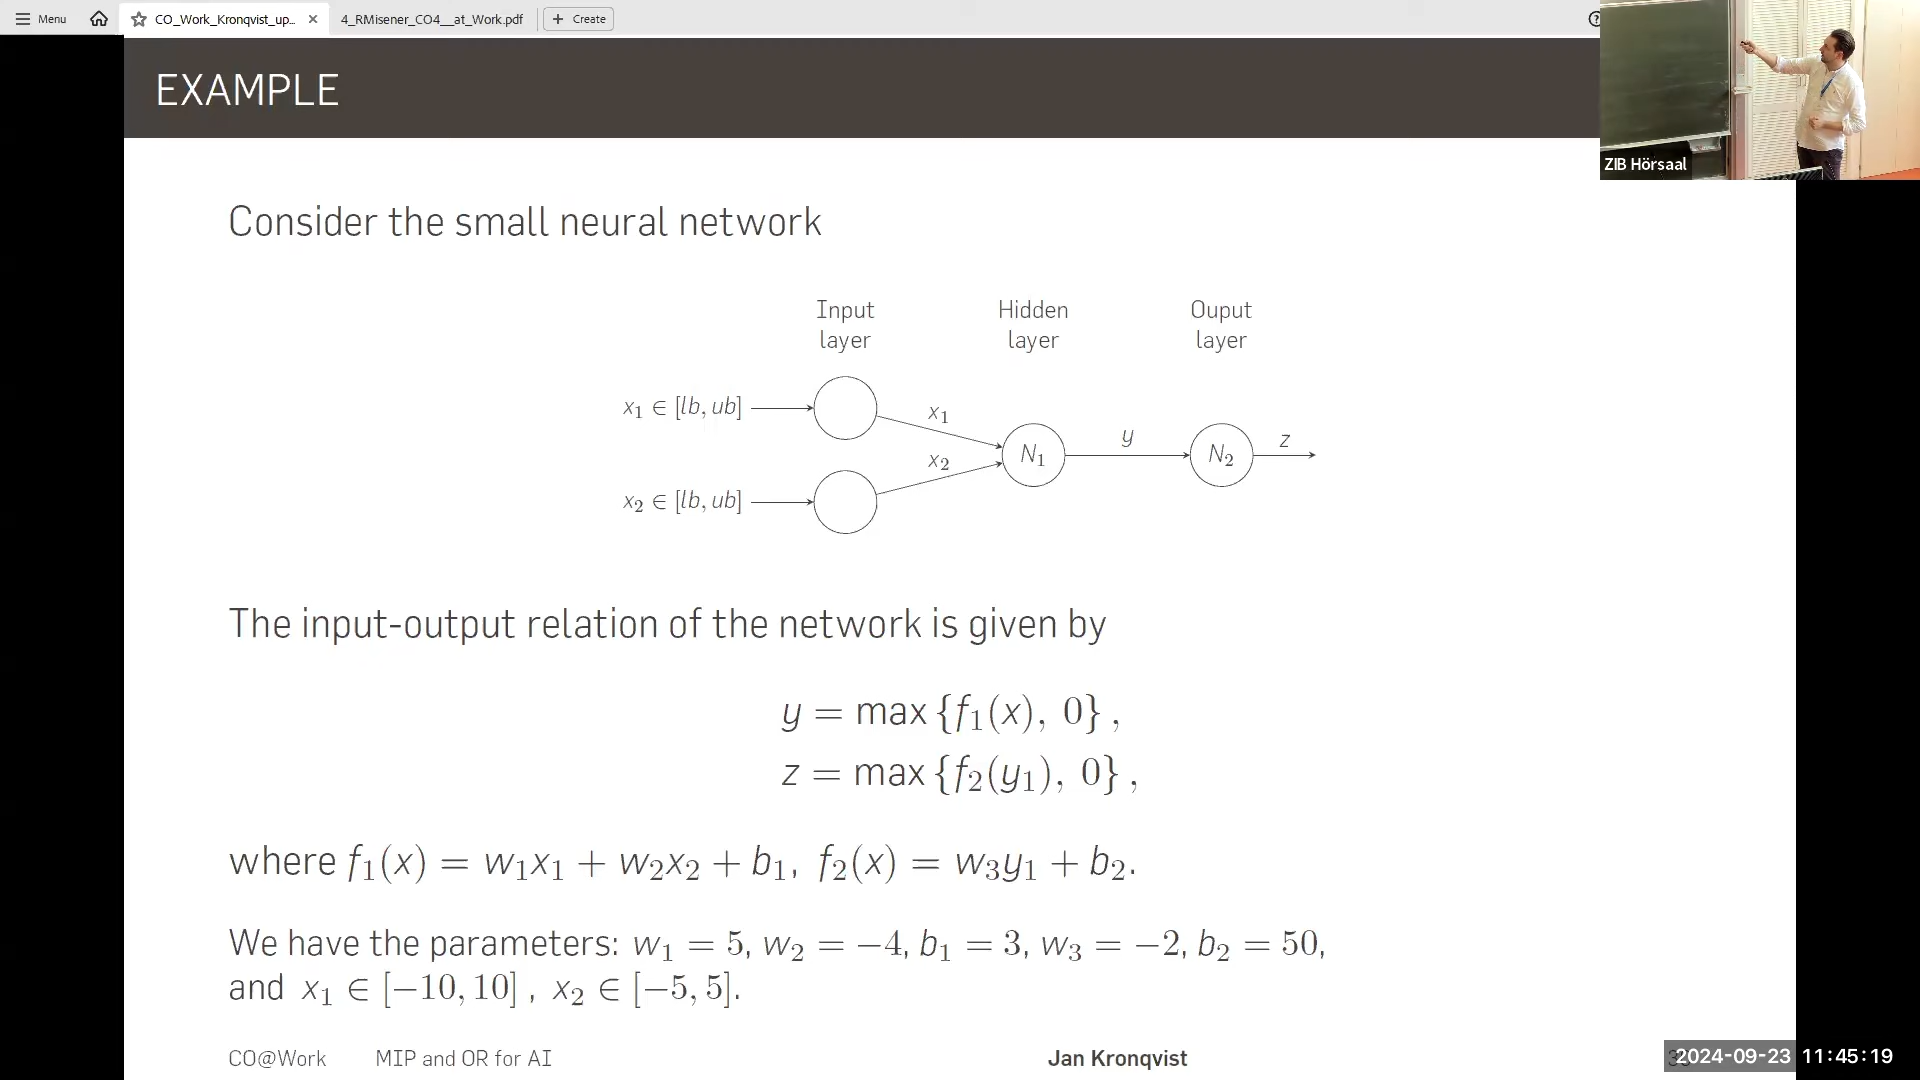 Menu
CO_Work_Kronqvist_up...
4_RMisener_CO4__at_Work.pdf
+ Create
EXAMPLE
ZIB Hörsaal
Consider the small neural network
Input layer
Hidden layer
Ouput layer
x₁ ∈ [lb, ub]
x₁
y
z
N₁
N₂
x₂
x₂ ∈ [lb, ub]
The input-output relation of the network is given by
y = max {f₁(x), 0} ,
z = max {f₂(y₁), 0} ,
where f₁(x) = w₁x₁ + w₂x₂ + b₁, f₂(x) = w₃y₁ + b₂.
We have the parameters: w₁ = 5, w₂ = −4, b₁ = 3, w₃ = −2, b₂ = 50,
and x₁ ∈ [−10, 10] , x₂ ∈ [−5, 5].
CO@Work MIP and OR for AI Jan Kronqvist
2024-09-23 11:45:19